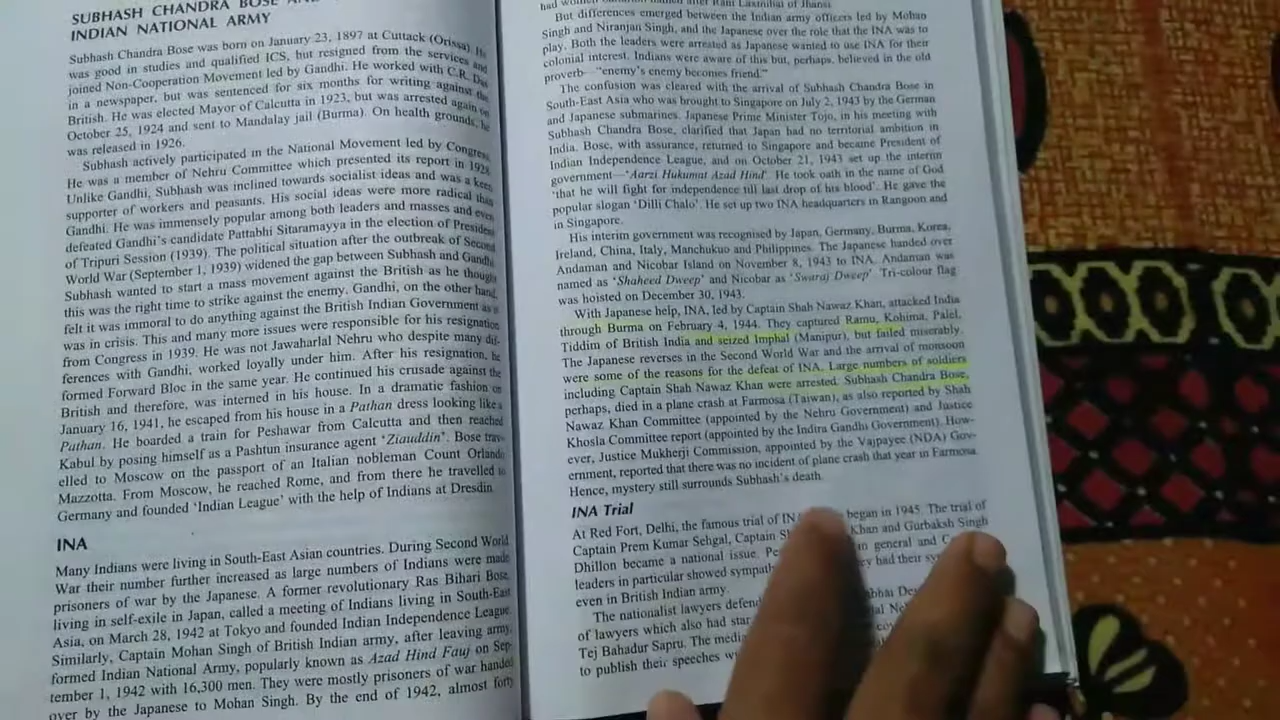 SUBHASH CHANDRA BOSE AND
INDIAN NATIONAL ARMY
Subhash Chandra Bose was born on January 23, 1897 at Cuttack (Orissa). He
was good in studies and qualified ICS, but resigned from the services and
joined Non-Cooperation Movement led by Gandhi. He worked with C.R. Das
in a newspaper, but was sentenced for six months for writing against the
British. He was elected Mayor of Calcutta in 1923, but was arrested again on
October 25, 1924 and sent to Mandalay jail (Burma). On health grounds, he
was released in 1926.
Subhash actively participated in the National Movement led by Congress.
He was a member of Nehru Committee which presented its report in 1928.
Unlike Gandhi, Subhash was inclined towards socialist ideas and was a keen
supporter of workers and peasants. His social ideas were more radical than
Gandhi. He was immensely popular among both leaders and masses and even
defeated Gandhi's candidate Pattabhi Sitaramayya in the election of President
of Tripuri Session (1939). The political situation after the outbreak of Second
World War (September 1, 1939) widened the gap between Subhash and Gandhi.
Subhash wanted to start a mass movement against the British as he thought
this was the right time to strike against the enemy. Gandhi, on the other hand,
felt it was immoral to do anything against the British Indian Government as it
was in crisis. This and many more issues were responsible for his resignation
from Congress in 1939. He was not Jawaharlal Nehru who despite many dif-
ferences with Gandhi, worked loyally under him. After his resignation, he
formed Forward Bloc in the same year. He continued his crusade against the
British and therefore, was interned in his house. In a dramatic fashion on
January 16, 1941, he escaped from his house in a Pathan dress looking like a
Pathan. He boarded a train for Peshawar from Calcutta and then reached
Kabul by posing himself as a Pashtun insurance agent 'Ziauddin'. Bose trav-
elled to Moscow on the passport of an Italian nobleman Count Orlando
Mazzotta. From Moscow, he reached Rome, and from there he travelled to
Germany and founded 'Indian League' with the help of Indians at Dresdin.
INA
Many Indians were living in South-East Asian countries. During Second World
War their number further increased as large numbers of Indians were made
prisoners of war by the Japanese. A former revolutionary Ras Bihari Bose,
living in self-exile in Japan, called a meeting of Indians living in South-East
Asia, on March 28, 1942 at Tokyo and founded Indian Independence League.
Similarly, Captain Mohan Singh of British Indian army, after leaving army,
formed Indian National Army, popularly known as Azad Hind Fauj on Sep-
tember 1, 1942 with 16,300 men. They were mostly prisoners of war handed
over by the Japanese to Mohan Singh. By the end of 1942, almost forty
had women battalion named after Rani Laxmibai of Jhansi.
But differences emerged between the Indian army officers led by Mohan
Singh and Niranjan Singh, and the Japanese over the role that the INA was to
play. Both the leaders were arrested as Japanese wanted to use INA for their
colonial interest. Indians were aware of this but, perhaps, believed in the old
proverb—"enemy's enemy becomes friend."
The confusion was cleared with the arrival of Subhash Chandra Bose in
South-East Asia who was brought to Singapore on July 2, 1943 by the German
and Japanese submarines. Japanese Prime Minister Tojo, in his meeting with
Subhash Chandra Bose, clarified that Japan had no territorial ambition in
India. Bose, with assurance, returned to Singapore and became President of
Indian Independence League, and on October 21, 1943 set up the interim
government—'Aarzi Hukumat Azad Hind'. He took oath in the name of God
'that he will fight for independence till last drop of his blood'. He gave the
popular slogan 'Dilli Chalo'. He set up two INA headquarters in Rangoon and
in Singapore.
His interim government was recognised by Japan, Germany, Burma, Korea,
Ireland, China, Italy, Manchukuo and Philippines. The Japanese handed over
Andaman and Nicobar Island on November 8, 1943 to INA. Andaman was
named as 'Shaheed Dweep' and Nicobar as 'Swaraj Dweep'. Tri-colour flag
was hoisted on December 30, 1943.
With Japanese help, INA, led by Captain Shah Nawaz Khan, attacked India
through Burma on February 4, 1944. They captured Ramu, Kohima, Palel,
Tiddim of British India and seized Imphal (Manipur), but failed miserably.
The Japanese reverses in the Second World War and the arrival of monsoon
were some of the reasons for the defeat of INA. Large numbers of soldiers
including Captain Shah Nawaz Khan were arrested. Subhash Chandra Bose,
perhaps, died in a plane crash at Farmosa (Taiwan), as also reported by Shah
Nawaz Khan Committee (appointed by the Nehru Government) and Justice
Khosla Committee report (appointed by the Indira Gandhi Government). How-
ever, Justice Mukherji Commission, appointed by the Vajpayee (NDA) Gov-
ernment, reported that there was no incident of plane crash that year in Farmosa.
Hence, mystery still surrounds Subhash's death.
INA Trial
At Red Fort, Delhi, the famous trial of began in 1945. The trial of
Captain Prem Kumar Sehgal, Captain Khan and Gurbaksh Singh
Dhillon became a national issue. in general and
leaders in particular showed had their
even in British Indian army.
The nationalist lawyers
of lawyers which also had
Tej Bahadur Sapru. The
to publish their speeches